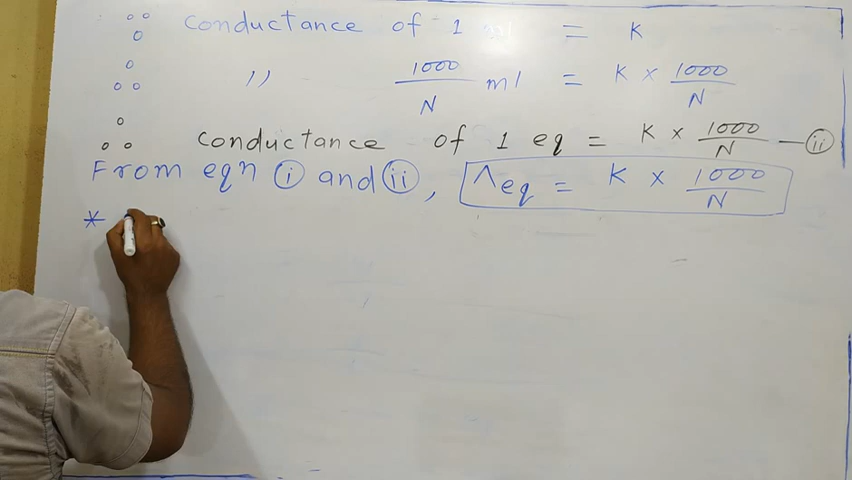 ∴ conductance of 1 ml = K
∴ 〃 1000/N ml = K × 1000/N
∴ conductance of 1 eq = K × 1000/N — (ii)
From eqn (i) and (ii), Λeq = K × 1000/N
*